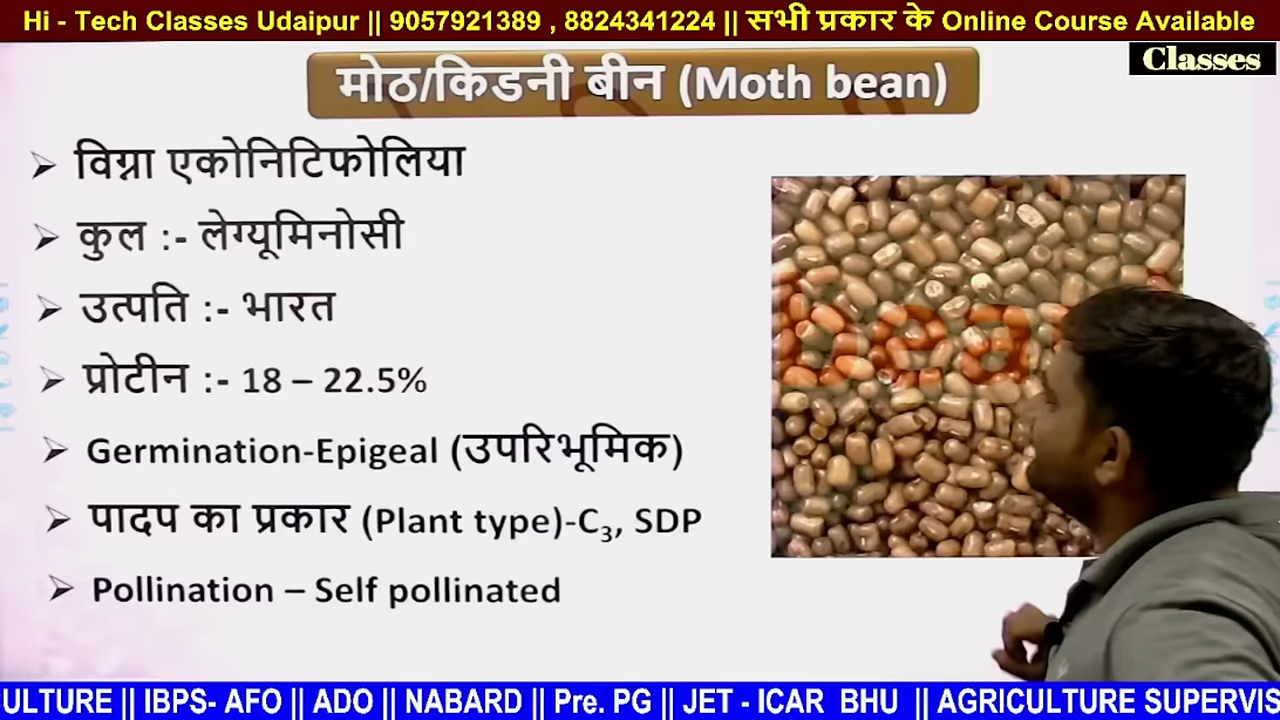 Hi - Tech Classes Udaipur || 9057921389 , 8824341224 || सभी प्रकार के Online Course Available
Classes
मोठ/किडनी बीन (Moth bean)
➢ विग्ना एकोनिटिफोलिया
➢ कुल :- लेग्यूमिनोसी
➢ उत्पति :- भारत
➢ प्रोटीन :- 18 – 22.5%
➢ Germination-Epigeal (उपरिभूमिक)
➢ पादप का प्रकार (Plant type)-C₃, SDP
➢ Pollination – Self pollinated
ULTURE || IBPS- AFO || ADO || NABARD || Pre. PG || JET - ICAR BHU || AGRICULTURE SUPERVIS